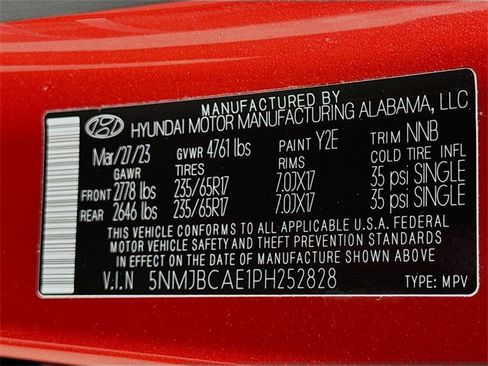 MANUFACTURED BY
HYUNDAI MOTOR MANUFACTURING ALABAMA, LLC
Mar/27/23 GVWR 4761 lbs PAINT Y2E TRIM NNB
GAWR TIRES RIMS COLD TIRE INFL
FRONT 2778 lbs 235/65R17 7.0JX17 35 psi SINGLE
REAR 2646 lbs 235/65R17 7.0JX17 35 psi SINGLE
THIS VEHICLE CONFORMS TO ALL APPLICABLE U.S.A. FEDERAL
MOTOR VEHICLE SAFETY AND THEFT PREVENTION STANDARDS
IN EFFECT ON THE DATE OF MANUFACTURE SHOWN ABOVE
V.I.N 5NMJBCAE1PH252828 TYPE: MPV